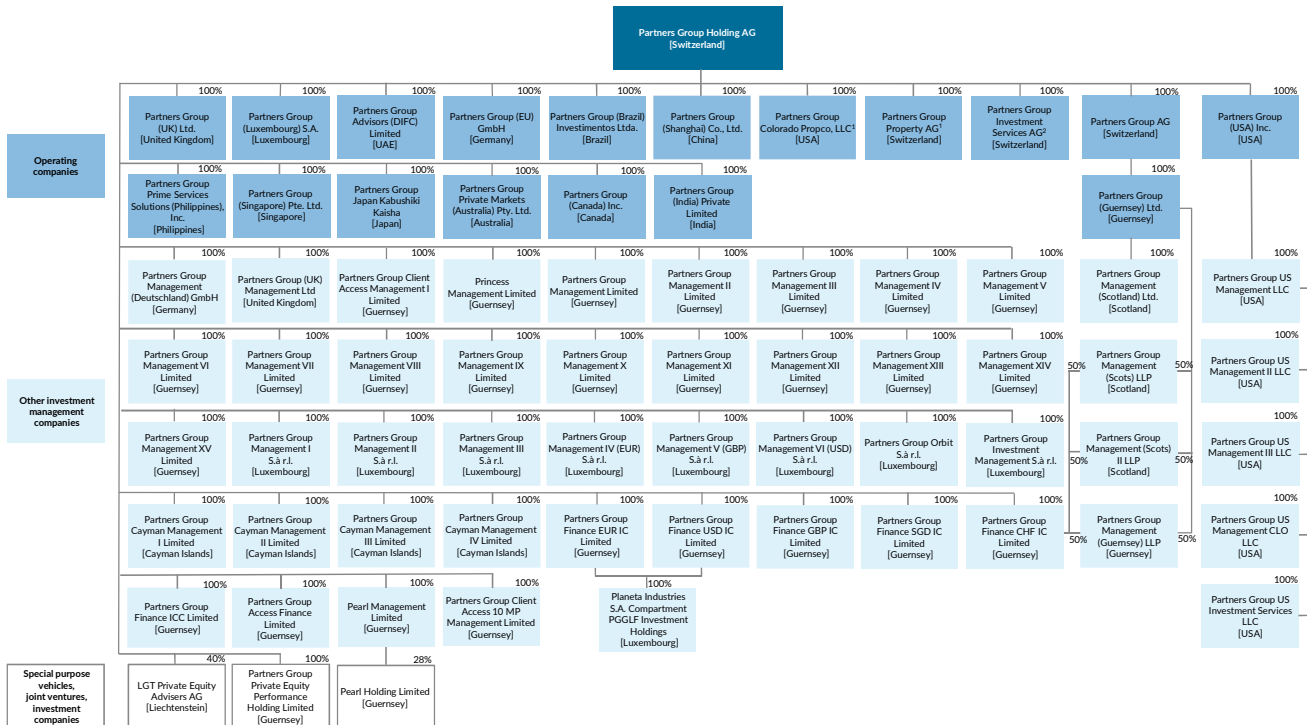 Partners Group Holding AG
[Switzerland]
100% 100% 100% 100% 100% 100% 100% 100% 100% 100% 100%
Operating
companies
Partners Group
(UK) Ltd.
[United Kingdom]
Partners Group
(Luxembourg) S.A.
[Luxembourg]
Partners Group
Advisors (DIFC)
Limited
[UAE]
Partners Group (EU)
GmbH
[Germany]
Partners Group (Brazil)
Investimentos Ltda.
[Brazil]
Partners Group
(Shanghai) Co., Ltd.
[China]
Partners Group
Colorado Propco, LLC¹
[USA]
Partners Group
Property AG¹
[Switzerland]
Partners Group
Investment
Services AG²
[Switzerland]
Partners Group AG
[Switzerland]
Partners Group
(USA) Inc.
[USA]
100% 100% 100% 100% 100% 100% 100%
Partners Group
Prime Services
Solutions (Philippines),
Inc.
[Philippines]
Partners Group
(Singapore) Pte. Ltd.
[Singapore]
Partners Group
Japan Kabushiki
Kaisha
[Japan]
Partners Group
Private Markets
(Australia) Pty. Ltd.
[Australia]
Partners Group
(Canada) Inc.
[Canada]
Partners Group
(India) Private
Limited
[India]
Partners Group
(Guernsey) Ltd.
[Guernsey]
Other investment
management
companies
100% 100% 100% 100% 100% 100% 100% 100% 100% 100% 100%
Partners Group
Management
(Deutschland) GmbH
[Germany]
Partners Group (UK)
Management Ltd
[United Kingdom]
Partners Group Client
Access Management I
Limited
[Guernsey]
Princess
Management Limited
[Guernsey]
Partners Group
Management Limited
[Guernsey]
Partners Group
Management II
Limited
[Guernsey]
Partners Group
Management III
Limited
[Guernsey]
Partners Group
Management IV
Limited
[Guernsey]
Partners Group
Management V
Limited
[Guernsey]
Partners Group
Management
(Scotland) Ltd.
[Scotland]
Partners Group US
Management LLC
[USA]
100% 100% 100% 100% 100% 100% 100% 100% 100% 100%
Partners Group
Management VI
Limited
[Guernsey]
Partners Group
Management VII
Limited
[Guernsey]
Partners Group
Management VIII
Limited
[Guernsey]
Partners Group
Management IX
Limited
[Guernsey]
Partners Group
Management X
Limited
[Guernsey]
Partners Group
Management XI
Limited
[Guernsey]
Partners Group
Management XII
Limited
[Guernsey]
Partners Group
Management XIII
Limited
[Guernsey]
Partners Group
Management XIV
Limited
[Guernsey]
50%
Partners Group
Management
(Scots) LLP
[Scotland]
50%
Partners Group US
Management II LLC
[USA]
100% 100% 100% 100% 100% 100% 100% 100% 100% 100%
Partners Group
Management XV
Limited
[Guernsey]
Partners Group
Management I
S.à r.l.
[Luxembourg]
Partners Group
Management II
S.à r.l.
[Luxembourg]
Partners Group
Management III
S.à r.l.
[Luxembourg]
Partners Group
Management IV (EUR)
S.à r.l.
[Luxembourg]
Partners Group
Management V (GBP)
S.à r.l.
[Luxembourg]
Partners Group
Management VI (USD)
S.à r.l.
[Luxembourg]
Partners Group Orbit
S.à r.l.
[Luxembourg]
Partners Group
Investment
Management S.à r.l.
[Luxembourg]
50%
Partners Group
Management (Scots)
II LLP
[Scotland]
50%
Partners Group US
Management III LLC
[USA]
100% 100% 100% 100% 100% 100% 100% 100% 100% 100%
Partners Group
Cayman Management
I Limited
[Cayman Islands]
Partners Group
Cayman Management
II Limited
[Cayman Islands]
Partners Group
Cayman Management
III Limited
[Cayman Islands]
Partners Group
Cayman Management
IV Limited
[Cayman Islands]
Partners Group
Finance EUR IC
Limited
[Guernsey]
Partners Group
Finance USD IC
Limited
[Guernsey]
Partners Group
Finance GBP IC
Limited
[Guernsey]
Partners Group
Finance SGD IC
Limited
[Guernsey]
Partners Group
Finance CHF IC
Limited
[Guernsey]
50%
Partners Group
Management
(Guernsey) LLP
[Guernsey]
50%
Partners Group US
Management CLO
LLC
[USA]
100% 100% 100% 100% 100% 100%
Partners Group
Finance ICC Limited
[Guernsey]
Partners Group
Access Finance
Limited
[Guernsey]
Pearl Management
Limited
[Guernsey]
Partners Group Client
Access 10 MP
Management Limited
[Guernsey]
Planeta Industries
S.A. Compartment
PGGLF Investment
Holdings
[Luxembourg]
Partners Group US
Investment Services
LLC
[USA]
Special purpose
vehicles,
joint ventures,
investment
companies
40% 100% 28%
LGT Private Equity
Advisers AG
[Liechtenstein]
Partners Group
Private Equity
Performance
Holding Limited
[Guernsey]
Pearl Holding Limited
[Guernsey]